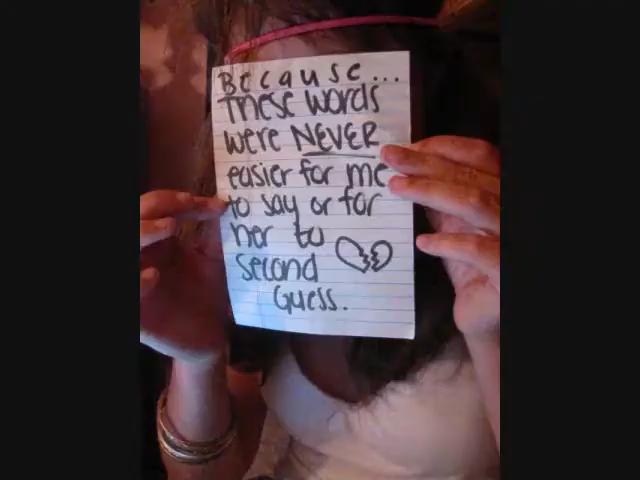 Because...
These words
were NEVER
easier for me
to say or for
her to
second
Guess.